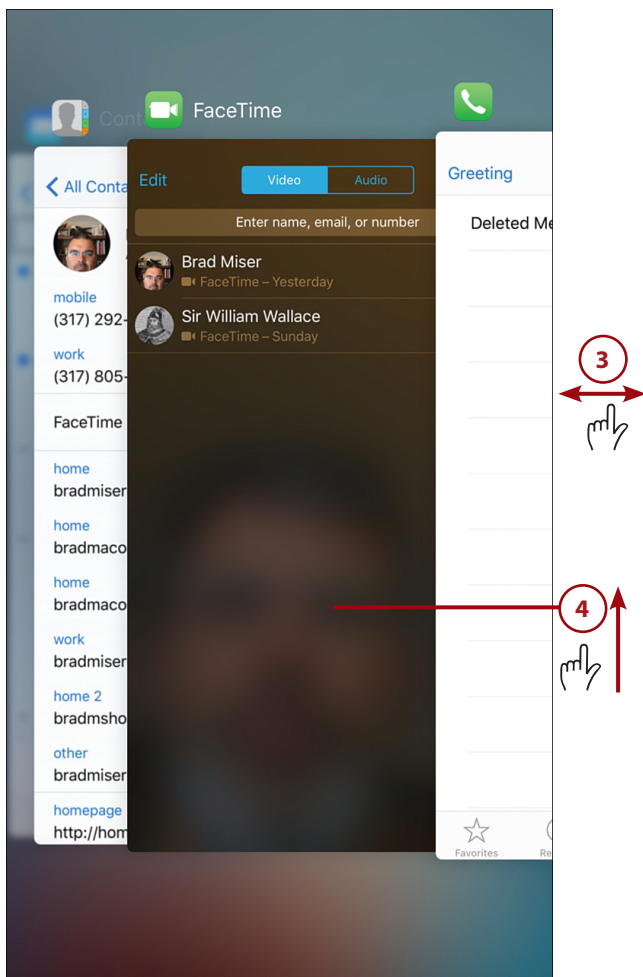 Contacts
FaceTime
All Conta
mobile
(317) 292-
work
(317) 805-
FaceTime
home
bradmiser
home
bradmaco
home
bradmaco
work
bradmiser
home 2
bradmsho
other
bradmiser
homepage
http://hom
Edit
Video
Audio
Enter name, email, or number
Brad Miser
FaceTime – Yesterday
Sir William Wallace
FaceTime – Sunday
Greeting
Deleted Me
Favorites
Re
3
4